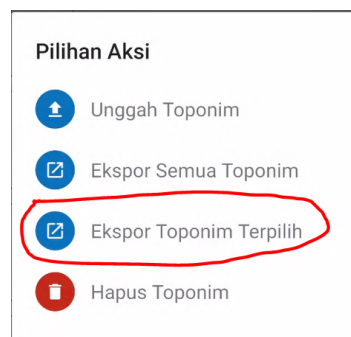 Pilihan Aksi
Unggah Toponim
Ekspor Semua Toponim
Ekspor Toponim Terpilih
Hapus Toponim